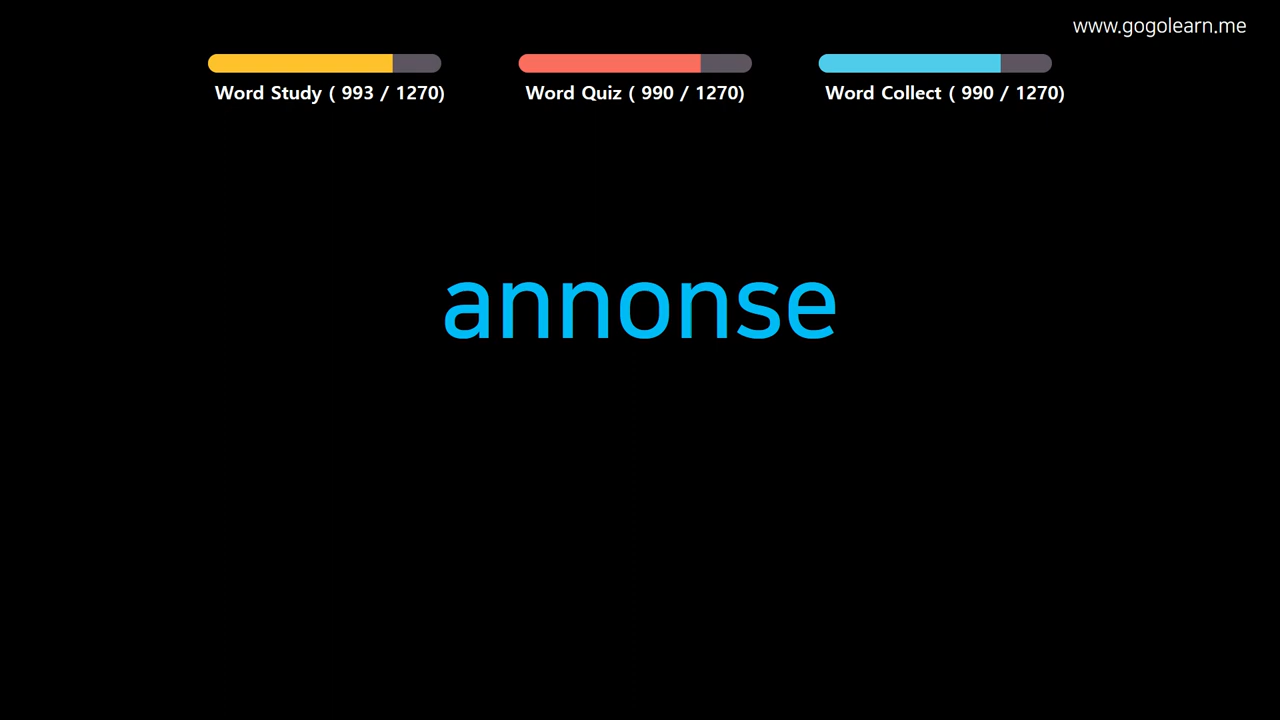 www.gogolearn.me
Word Study ( 993 / 1270)
Word Quiz ( 990 / 1270)
Word Collect ( 990 / 1270)
annonse